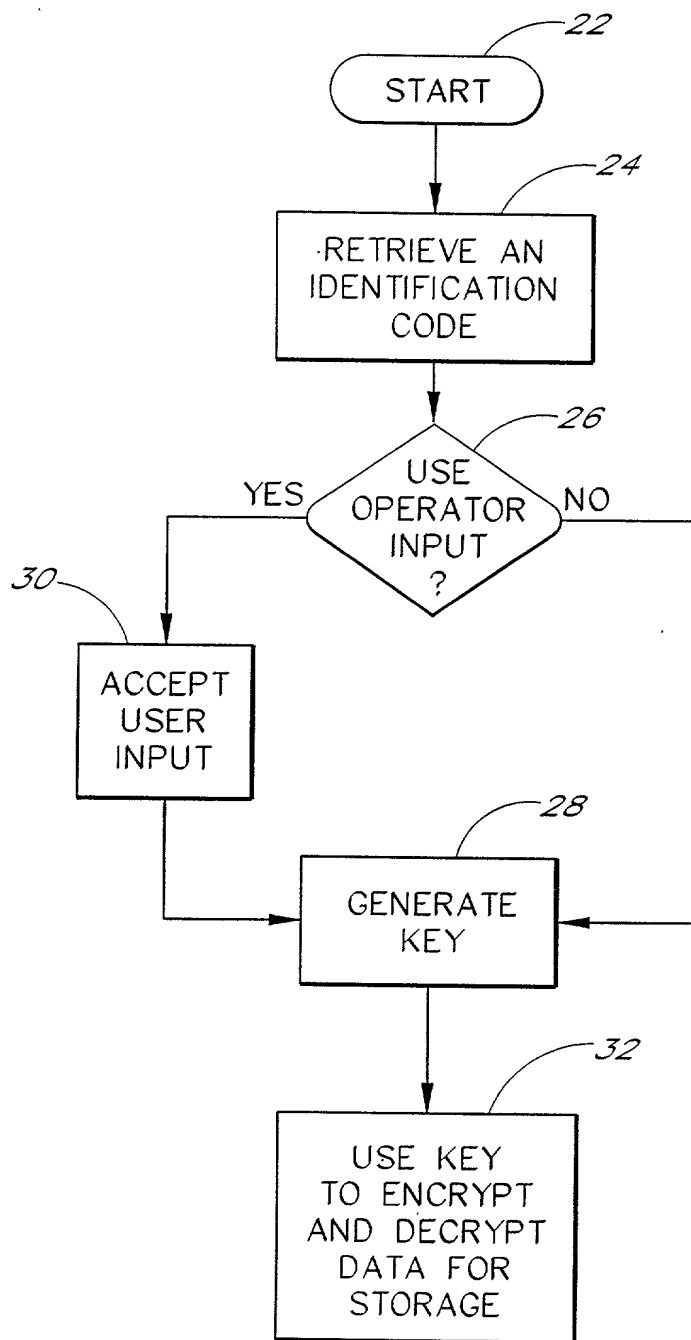 22
START
24
RETRIEVE AN
IDENTIFICATION
CODE
26
USE
OPERATOR
INPUT
?
YES
NO
30
ACCEPT
USER
INPUT
28
GENERATE
KEY
32
USE KEY
TO ENCRYPT
AND DECRYPT
DATA FOR
STORAGE